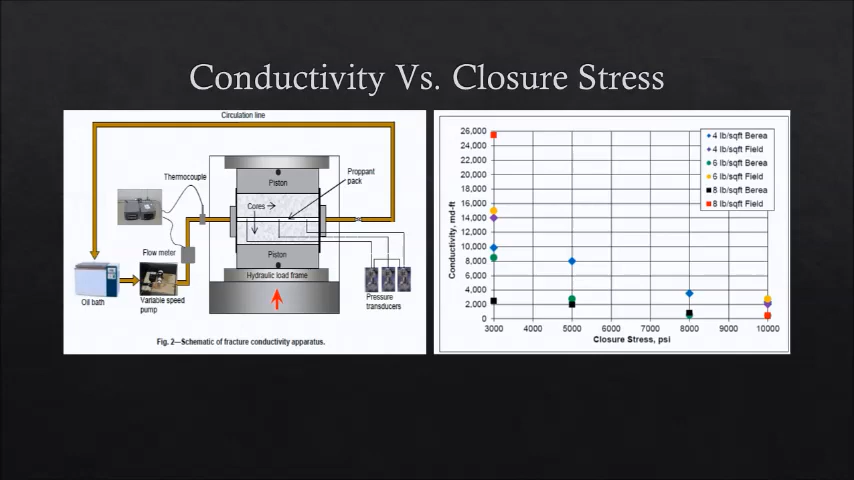 Conductivity Vs. Closure Stress
Circulation line
Thermocouple
Piston
Proppant
pack
Cores
Flow meter
Piston
Hydraulic load frame
Oil bath
Variable speed
pump
Pressure
transducers
Fig. 2—Schematic of fracture conductivity apparatus.
Conductivity, md-ft
26,000
24,000
22,000
20,000
18,000
16,000
14,000
12,000
10,000
8,000
6,000
4,000
2,000
0
3000 4000 5000 6000 7000 8000 9000 10000
Closure Stress, psi
4 lb/sqft Berea
4 lb/sqft Field
6 lb/sqft Berea
6 lb/sqft Field
8 lb/sqft Berea
8 lb/sqft Field